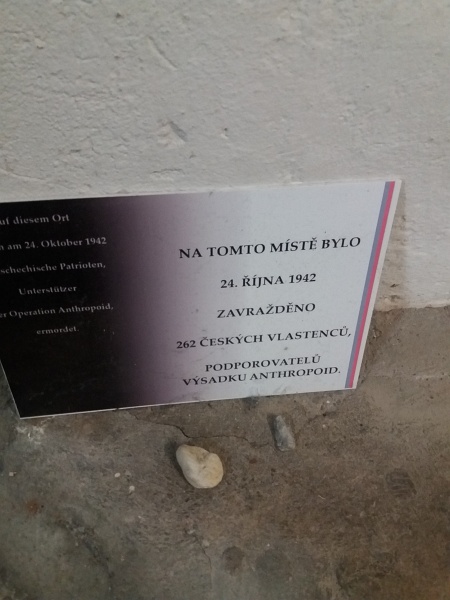 uf diesem Ort
n am 24. Oktober 1942
schechische Patrioten,
Unterstützer
er Operation Anthropoid,
ermordet.
NA TOMTO MÍSTĚ BYLO
24. ŘÍJNA 1942
ZAVRAŽDĚNO
262 ČESKÝCH VLASTENCŮ,
PODPOROVATELŮ
VÝSADKU ANTHROPOID.